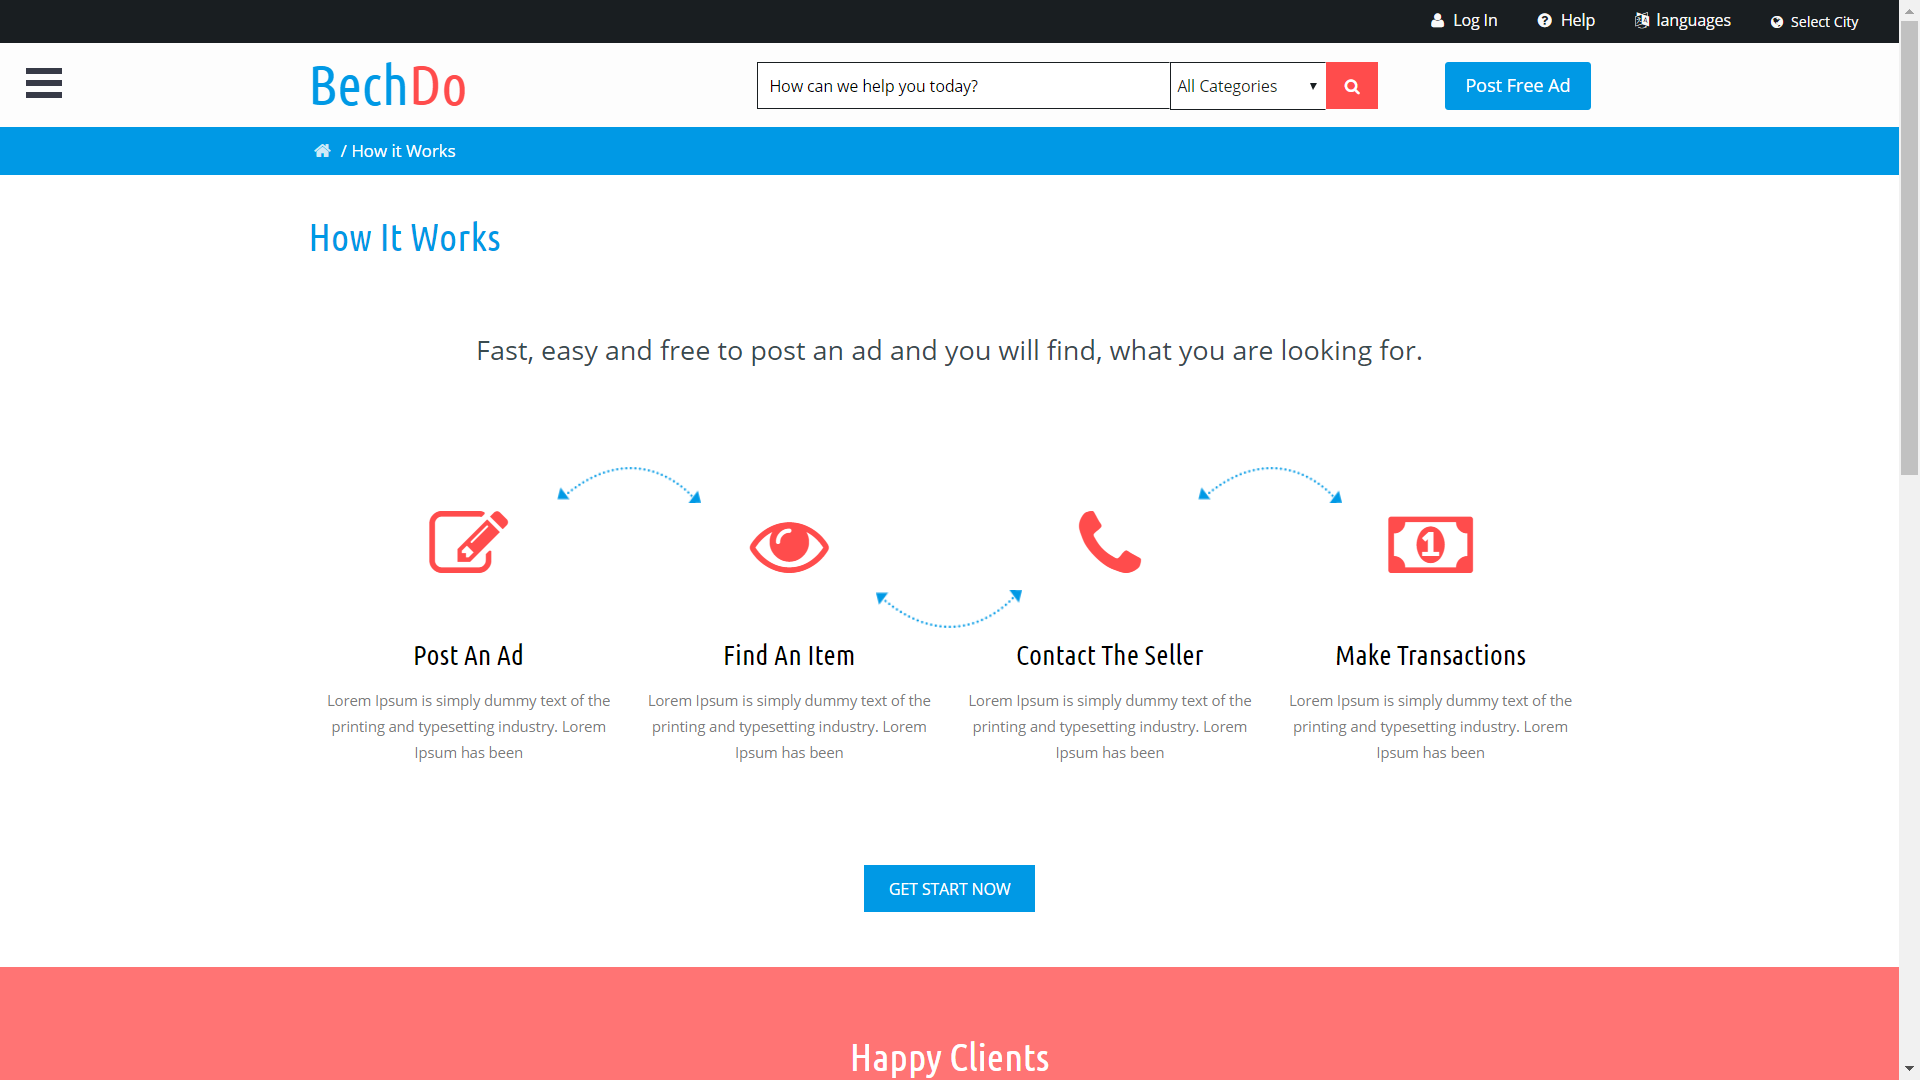 Log In
Help
languages
Select City
BechDo
How can we help you today?
All Categories
Post Free Ad
/ How it Works
How It Works
Fast, easy and free to post an ad and you will find, what you are looking for.
1
Post An Ad
Lorem Ipsum is simply dummy text of the
printing and typesetting industry. Lorem
Ipsum has been
Find An Item
Lorem Ipsum is simply dummy text of the
printing and typesetting industry. Lorem
Ipsum has been
Contact The Seller
Lorem Ipsum is simply dummy text of the
printing and typesetting industry. Lorem
Ipsum has been
Make Transactions
Lorem Ipsum is simply dummy text of the
printing and typesetting industry. Lorem
Ipsum has been
GET START NOW
Happy Clients